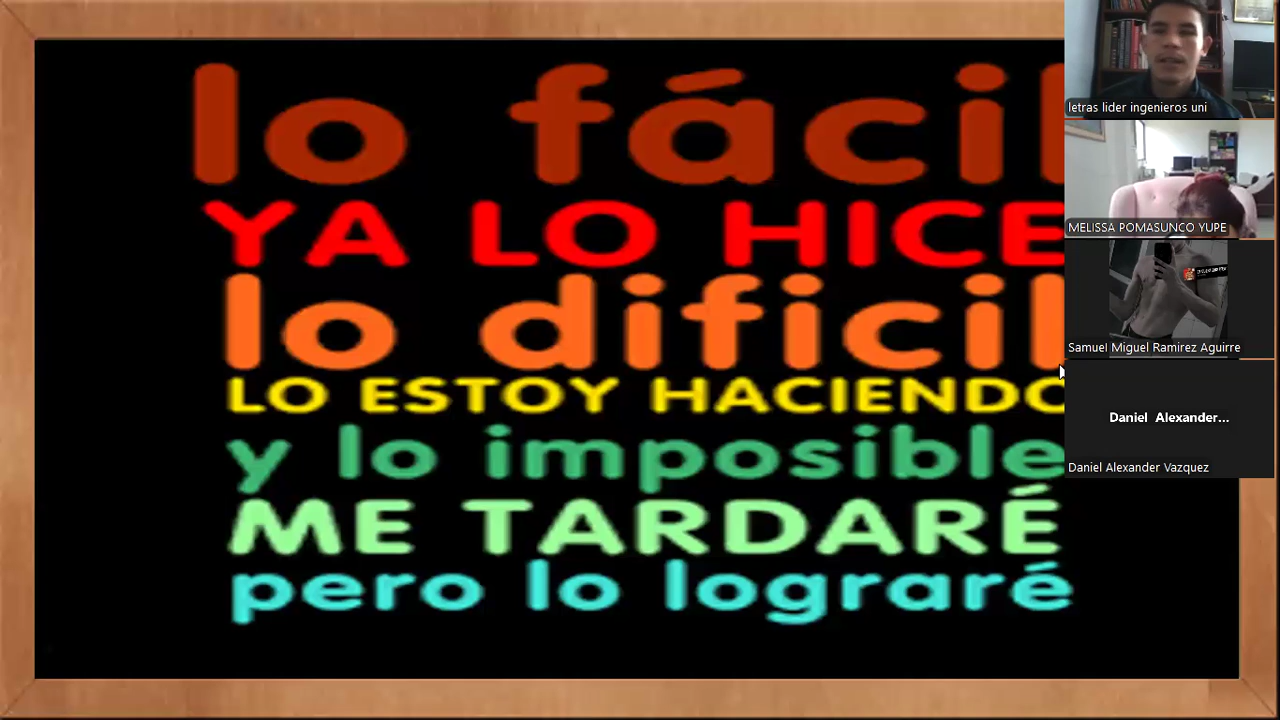 lo fácil
YA LO HICE
lo dificil
LO ESTOY HACIENDO
y lo imposible
ME TARDARÉ
pero lo lograré
letras lider ingenieros uni
MELISSA POMASUNCO YUPE
Samuel Miguel Ramirez Aguirre
Daniel Alexander...
Daniel Alexander Vazquez